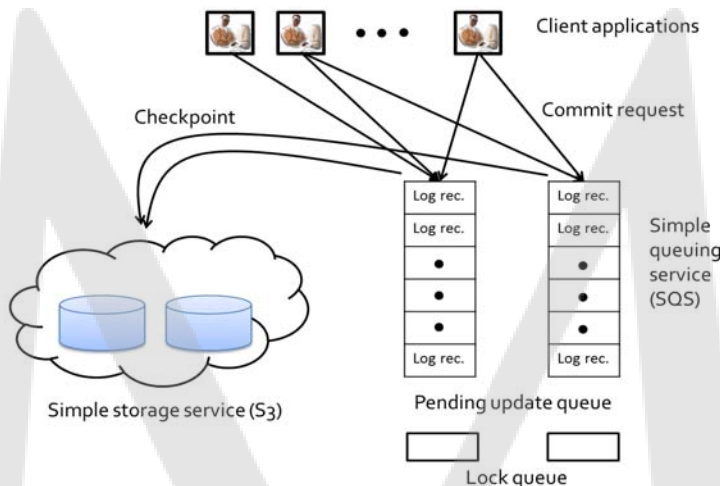 Client applications
Commit request
Checkpoint
Log rec.
Log rec.
Log rec.
Log rec.
Log rec.
Log rec.
Simple
queuing
service
(SQS)
Simple storage service (S3)
Pending update queue
Lock queue